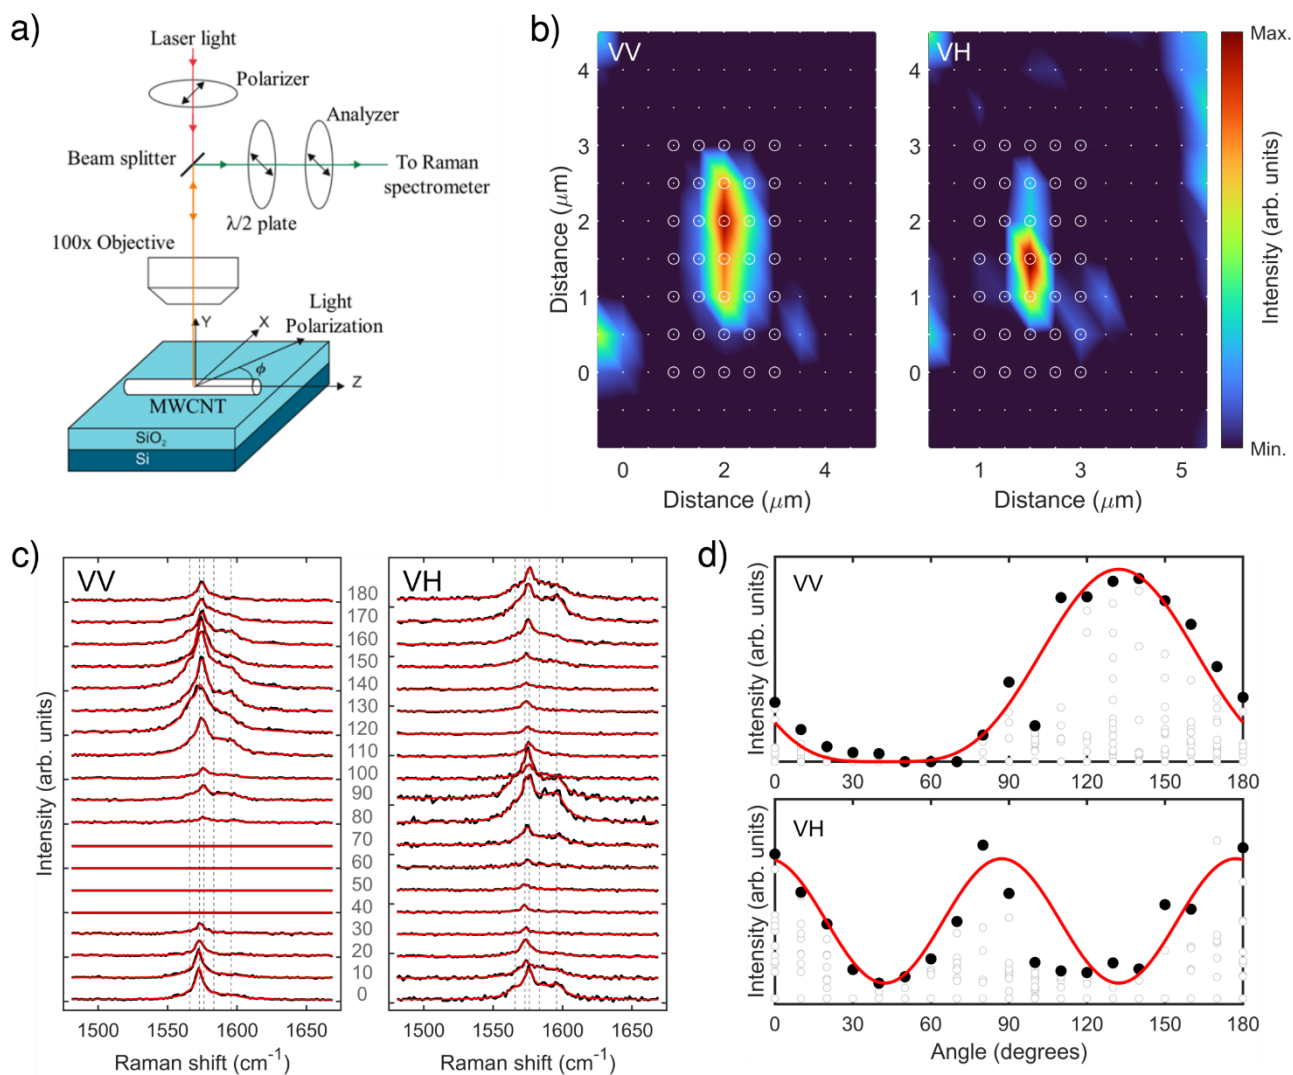 a)
Laser light
Polarizer
Analyzer
Beam splitter
To Raman
spectrometer
λ/2 plate
100x Objective
Light
Polarization
Y
X
ϕ
Z
MWCNT
SiO2
Si
b)
VV
VH
4
3
2
1
0
Distance (μm)
0 2 4
Distance (μm)
4
3
2
1
0
1 3 5
Distance (μm)
Max.
Intensity (arb. units)
Min.
c)
VV
VH
Intensity (arb. units)
180
170
160
150
140
130
120
110
100
90
80
70
60
50
40
30
20
10
0
1500 1550 1600 1650
Raman shift (cm-1)
1500 1550 1600 1650
Raman shift (cm-1)
d)
VV
Intensity (arb. units)
0 30 60 90 120 150 180
VH
Intensity (arb. units)
0 30 60 90 120 150 180
Angle (degrees)